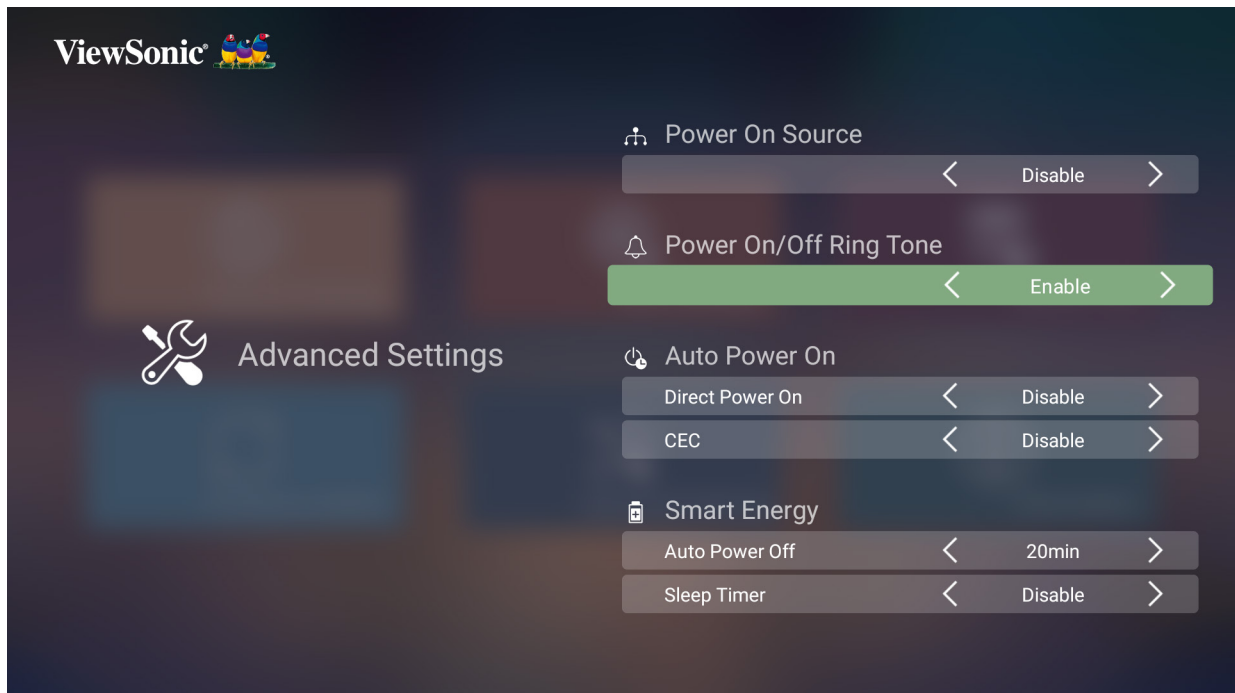 ViewSonic®
Power On Source
Disable
Power On/Off Ring Tone
Enable
Advanced Settings
Auto Power On
Direct Power On Disable
CEC Disable
Smart Energy
Auto Power Off 20min
Sleep Timer Disable